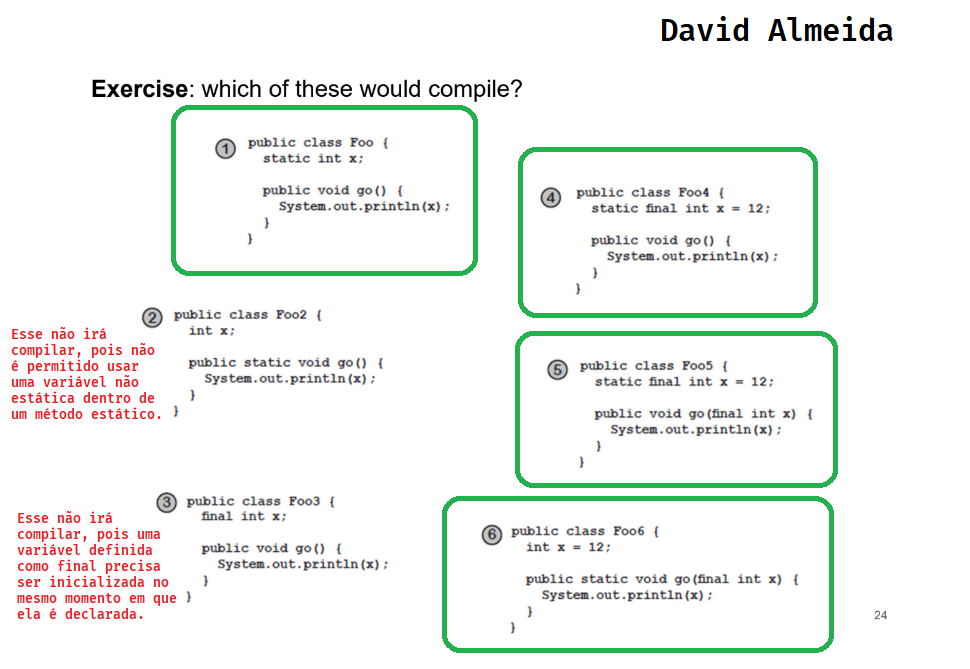 David Almeida
Exercise: which of these would compile?
1
public class Foo {
static int x;
public void go() {
System.out.println(x);
}
}
2
public class Foo2 {
int x;
public static void go() {
System.out.println(x);
}
}
Esse não irá
compilar, pois não
é permitido usar
uma variável não
estática dentro de
um método estático.
3
public class Foo3 {
final int x;
public void go() {
System.out.println(x);
}
}
Esse não irá
compilar, pois uma
variável definida
como final precisa
ser inicializada no
mesmo momento em que
ela é declarada.
4
public class Foo4 {
static final int x = 12;
public void go() {
System.out.println(x);
}
}
5
public class Foo5 {
static final int x = 12;
public void go(final int x) {
System.out.println(x);
}
}
6
public class Foo6 {
int x = 12;
public static void go(final int x) {
System.out.println(x);
}
}
24